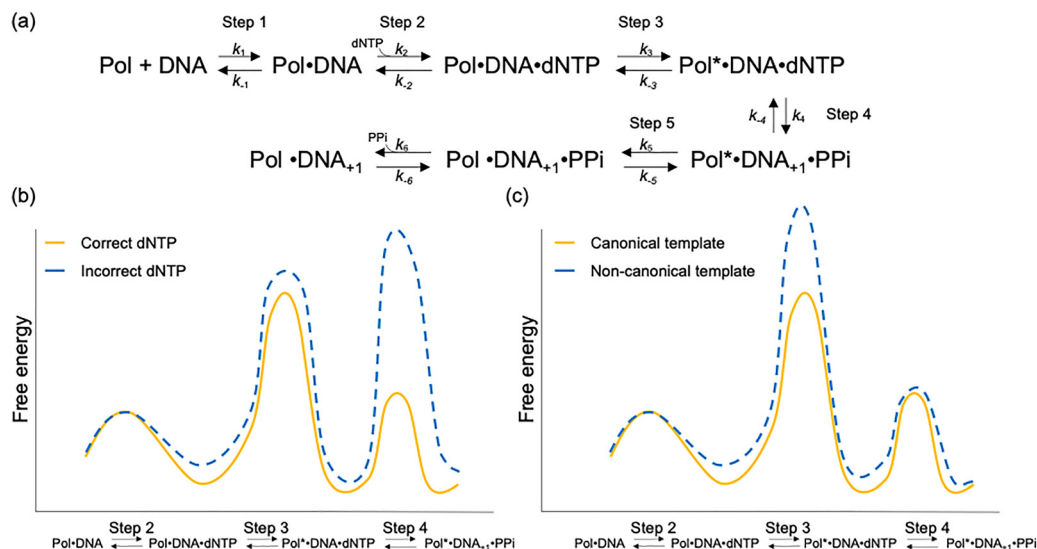 (a)
Step 1 Step 2 Step 3
Pol + DNA k1 k-1 Pol•DNA dNTP k2 k-2 Pol•DNA•dNTP k3 k-3 Pol*•DNA•dNTP
k-4 k4 Step 4
Step 5
Pol •DNA+1 PPi k6 k-6 Pol •DNA+1•PPi k5 k-5 Pol*•DNA+1•PPi
(b)
Correct dNTP
Incorrect dNTP
Free energy
Step 2 Step 3 Step 4
Pol•DNA Pol•DNA•dNTP Pol*•DNA•dNTP Pol*•DNA+1•PPi
(c)
Canonical template
Non-canonical template
Free energy
Step 2 Step 3 Step 4
Pol•DNA Pol•DNA•dNTP Pol*•DNA•dNTP Pol*•DNA+1•PPi